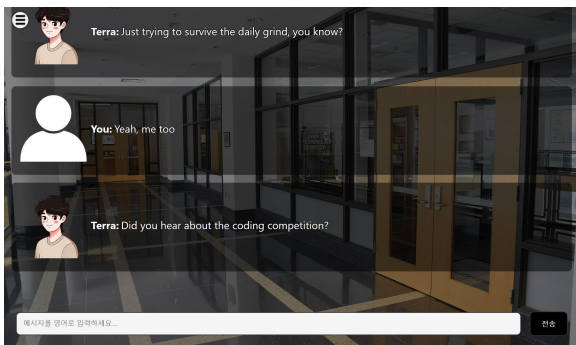 Terra: Just trying to survive the daily grind, you know?
You: Yeah, me too
Terra: Did you hear about the coding competition?
메시지를 영어로 입력하세요...
전송